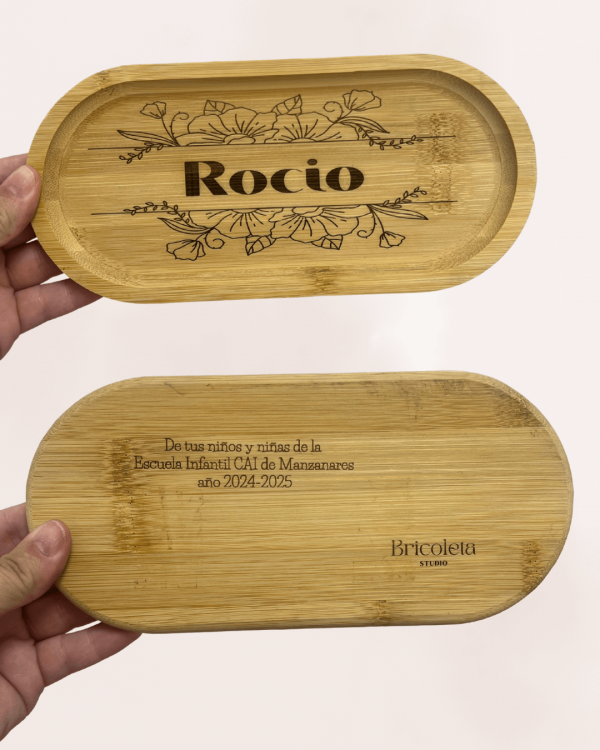 Rocio
De tus niños y niñas de la
Escuela Infantil CAI de Manzanares
año 2024-2025
Bricoleta
STUDIO